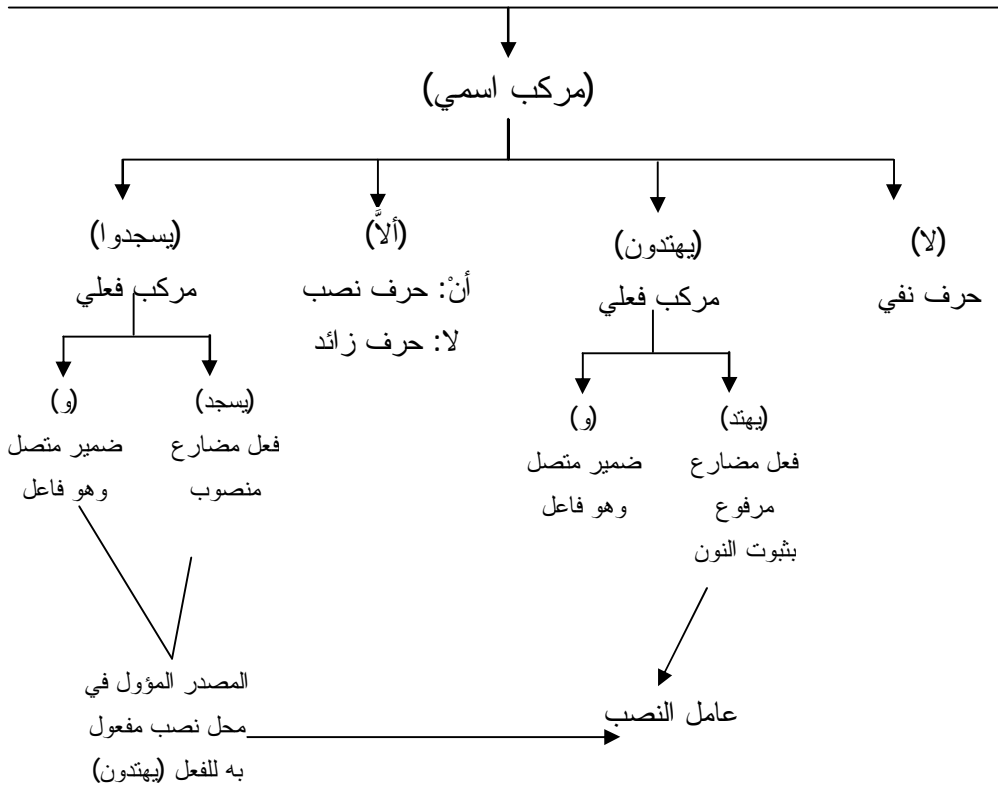 (مركب اسمي)
(لا)
حرف نفي
(يهتدون)
مركب فعلي
(يهتد)
فعل مضارع
مرفوع
بثبوت النون
(و)
ضمير متصل
وهو فاعل
(ألاَّ)
أنْ: حرف نصب
لا: حرف زائد
(يسجدوا)
مركب فعلي
(يسجد)
فعل مضارع
منصوب
(و)
ضمير متصل
وهو فاعل
عامل النصب
المصدر المؤول في
محل نصب مفعول
به للفعل (يهتدون)